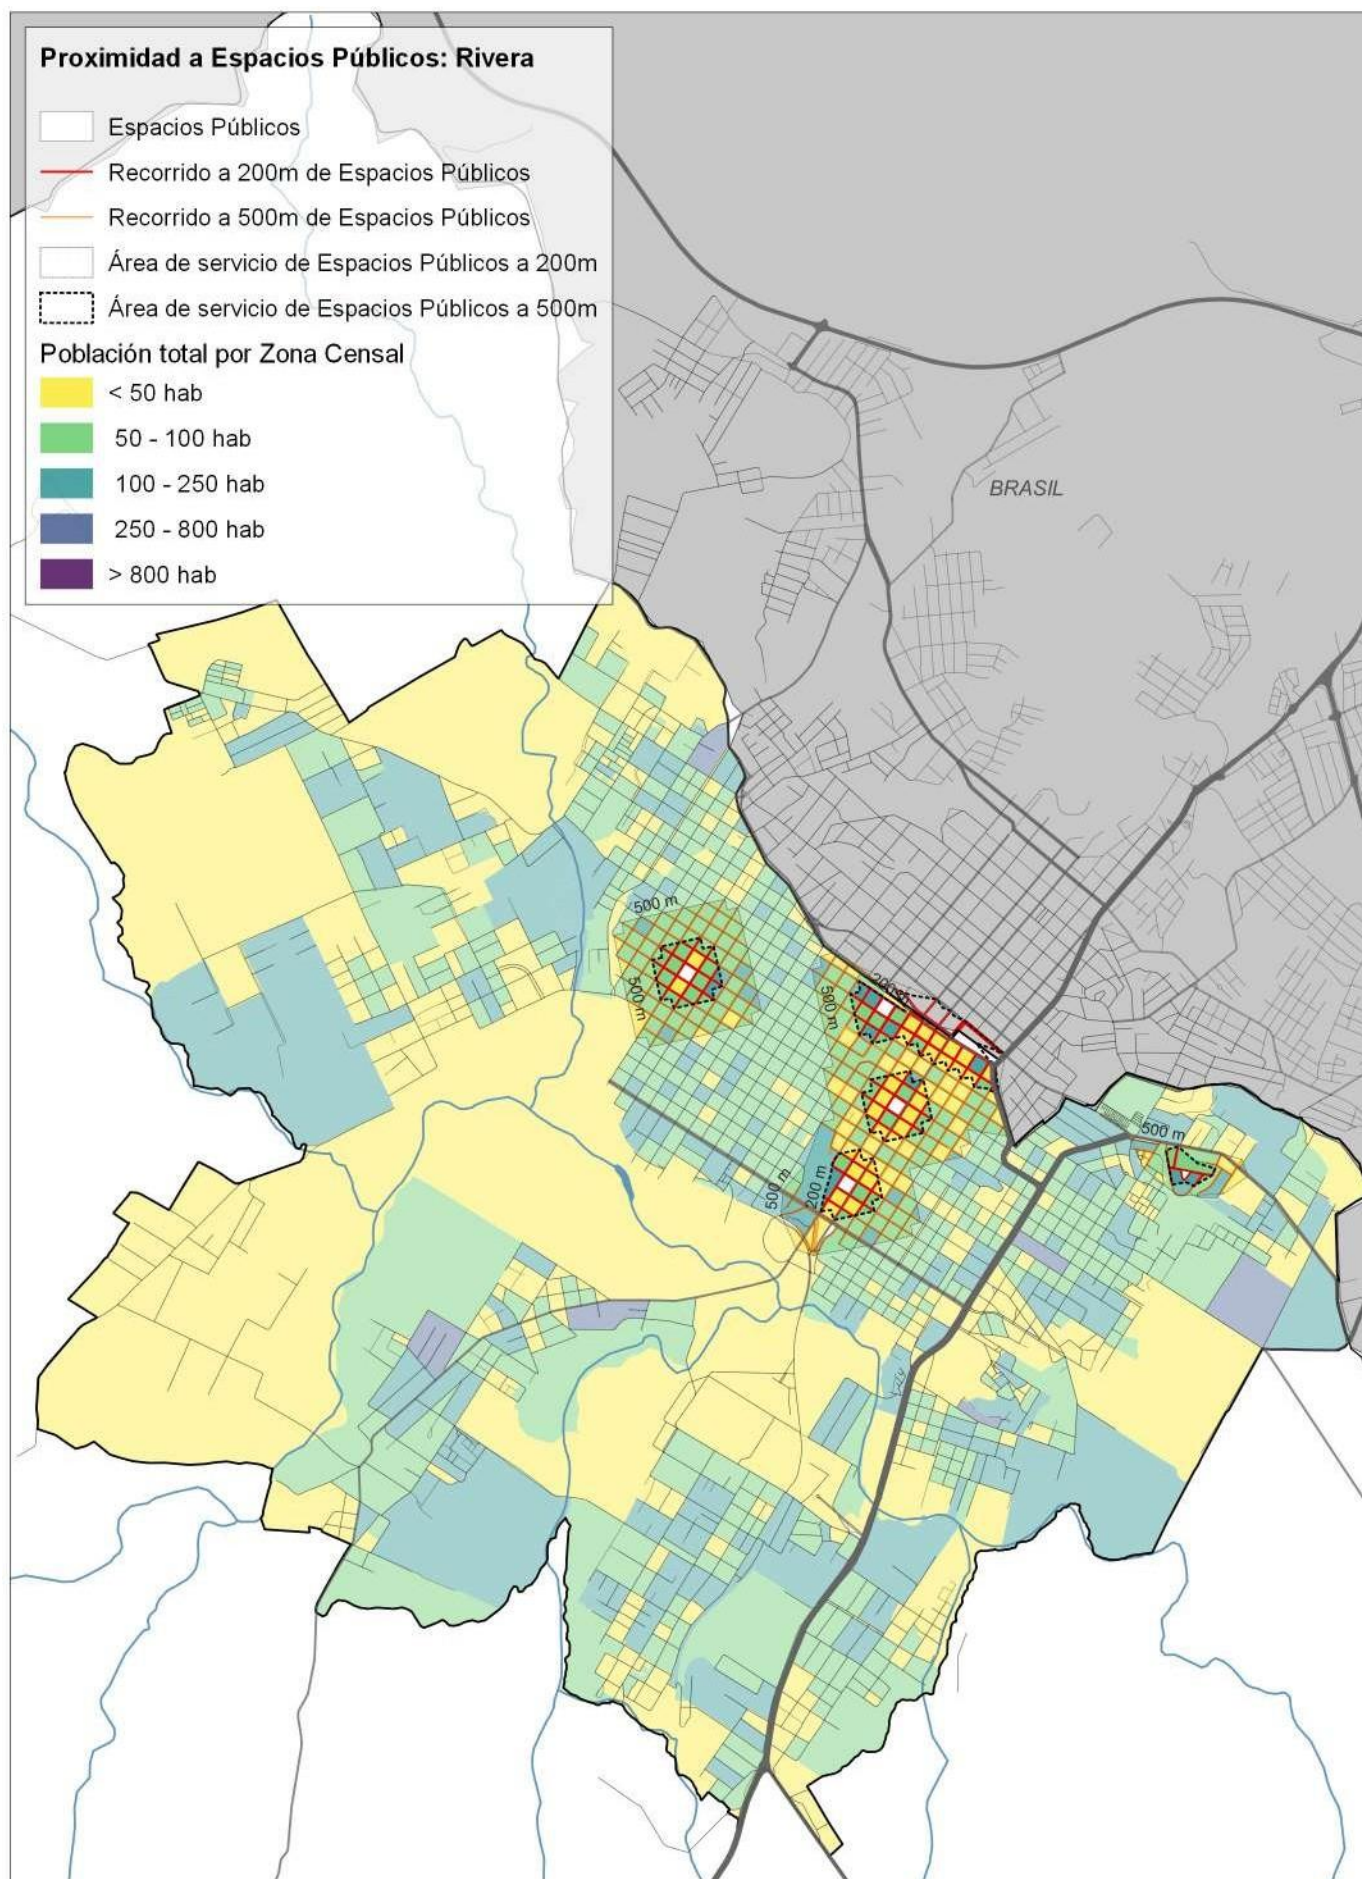 Proximidad a Espacios Públicos: Rivera
Espacios Públicos
Recorrido a 200m de Espacios Públicos
Recorrido a 500m de Espacios Públicos
Área de servicio de Espacios Públicos a 200m
Área de servicio de Espacios Públicos a 500m
Población total por Zona Censal
< 50 hab
50 - 100 hab
100 - 250 hab
250 - 800 hab
> 800 hab
BRASIL
500 m
500 m
500 m
500 m
500 m
200 m